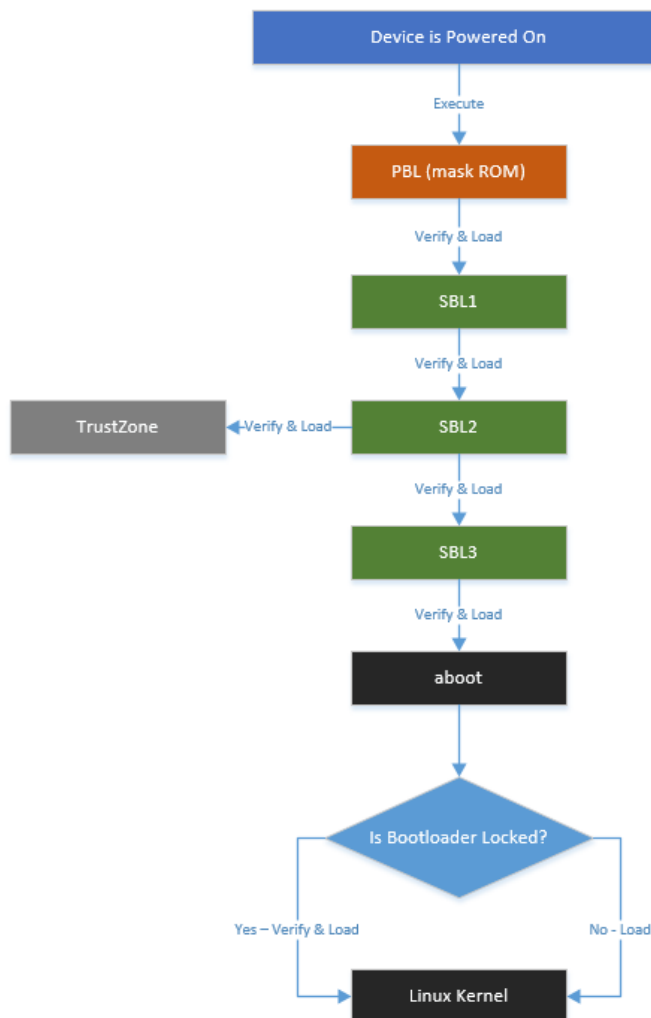 Device is Powered On
Execute
PBL (mask ROM)
Verify & Load
SBL1
Verify & Load
TrustZone
Verify & Load
SBL2
Verify & Load
SBL3
Verify & Load
aboot
Is Bootloader Locked?
Yes – Verify & Load
No - Load
Linux Kernel